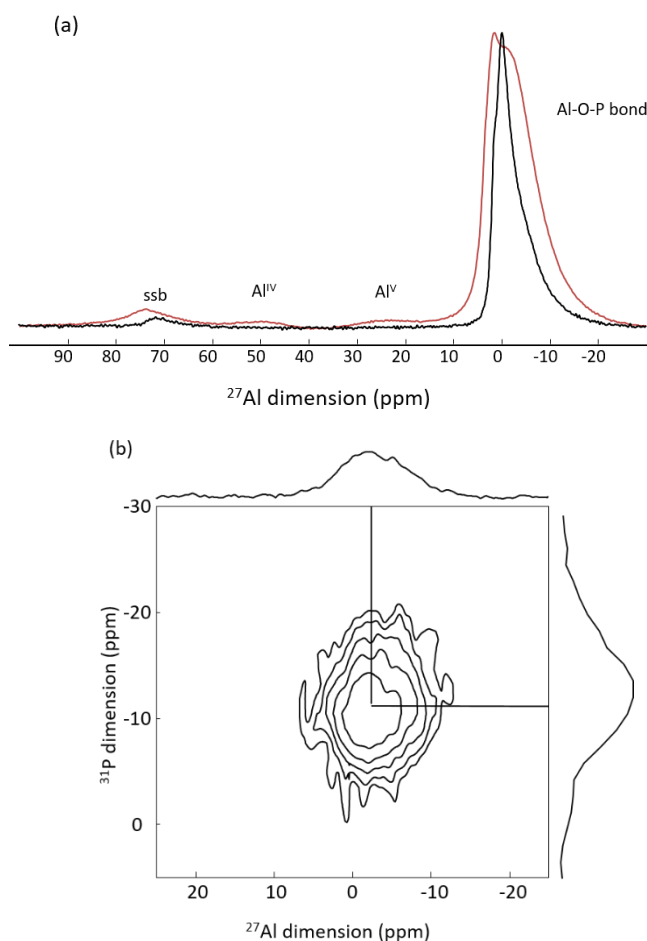 (a)
Al-O-P bond
ssb
Al^IV
Al^V
90 80 70 60 50 40 30 20 10 0 -10 -20
²⁷Al dimension (ppm)
(b)
-30
-20
-10
0
³¹P dimension (ppm)
20 10 0 -10 -20
²⁷Al dimension (ppm)